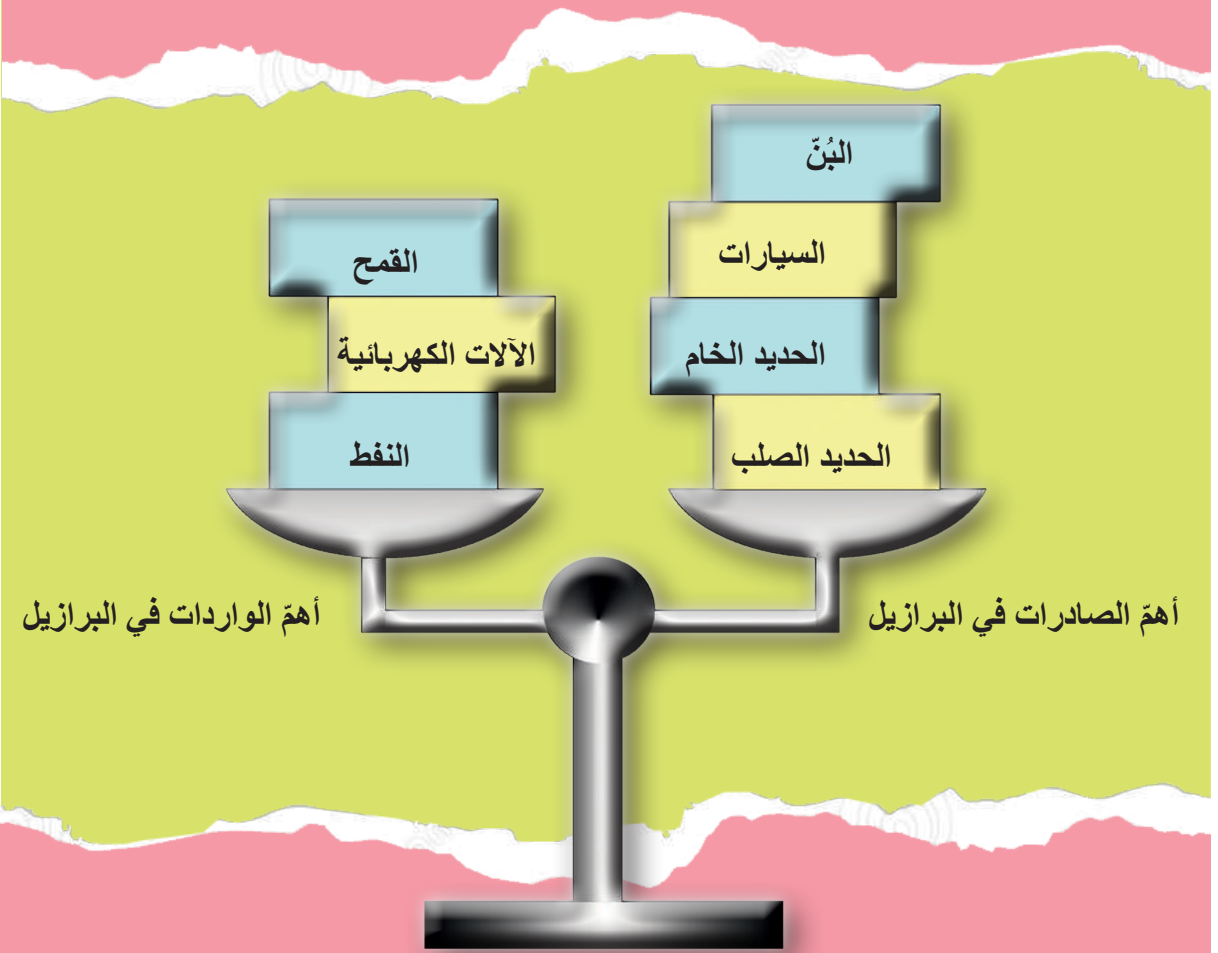 البُنّ
السيارات
الحديد الخام
الحديد الصلب
أهمّ الصادرات في البرازيل
القمح
الآلات الكهربائية
النفط
أهمّ الواردات في البرازيل